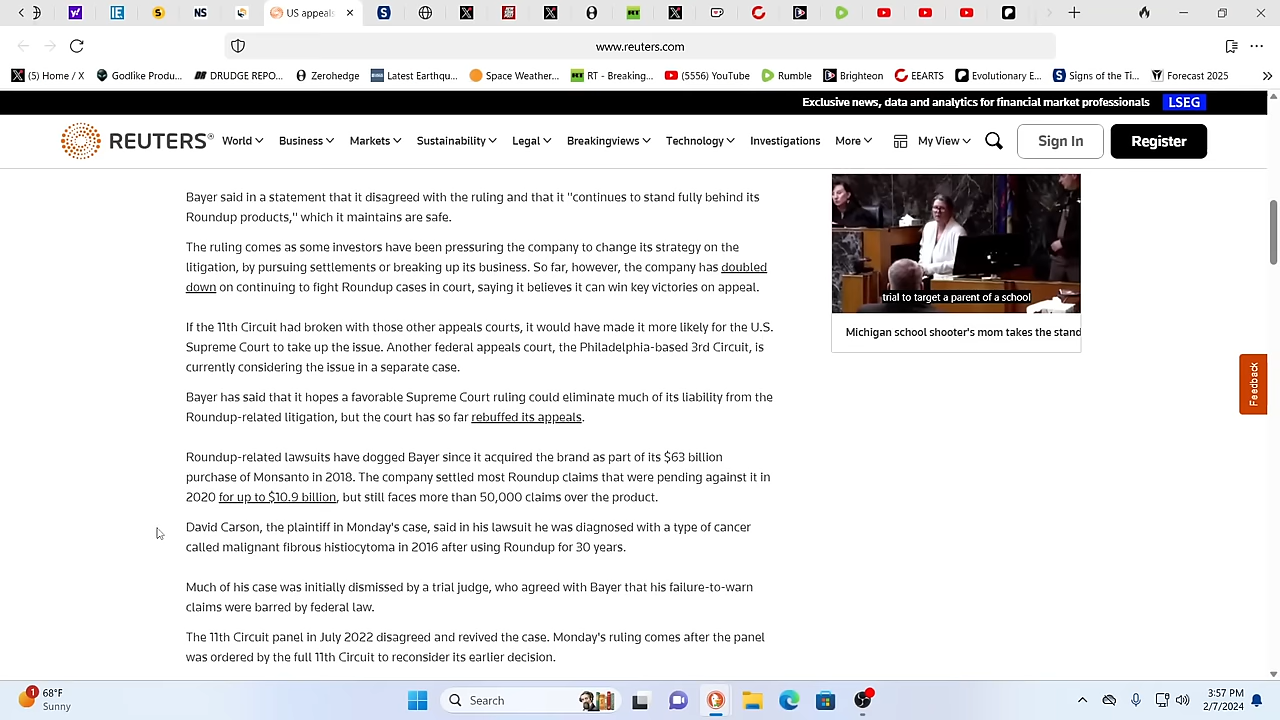 US appeals
www.reuters.com
(5) Home / X
Godlike Produ...
DRUDGE REPO...
Zerohedge
Latest Earthqu...
Space Weather...
RT - Breaking...
(5556) YouTube
Rumble
Brighteon
EEARTS
Evolutionary E...
Signs of the Ti...
Forecast 2025
Exclusive news, data and analytics for financial market professionals LSEG
REUTERS®
World
Business
Markets
Sustainability
Legal
Breakingviews
Technology
Investigations
More
My View
Sign In
Register
Bayer said in a statement that it disagreed with the ruling and that it "continues to stand fully behind its
Roundup products," which it maintains are safe.
The ruling comes as some investors have been pressuring the company to change its strategy on the
litigation, by pursuing settlements or breaking up its business. So far, however, the company has doubled
down on continuing to fight Roundup cases in court, saying it believes it can win key victories on appeal.
If the 11th Circuit had broken with those other appeals courts, it would have made it more likely for the U.S.
Supreme Court to take up the issue. Another federal appeals court, the Philadelphia-based 3rd Circuit, is
currently considering the issue in a separate case.
Bayer has said that it hopes a favorable Supreme Court ruling could eliminate much of its liability from the
Roundup-related litigation, but the court has so far rebuffed its appeals.
Roundup-related lawsuits have dogged Bayer since it acquired the brand as part of its $63 billion
purchase of Monsanto in 2018. The company settled most Roundup claims that were pending against it in
2020 for up to $10.9 billion, but still faces more than 50,000 claims over the product.
David Carson, the plaintiff in Monday's case, said in his lawsuit he was diagnosed with a type of cancer
called malignant fibrous histiocytoma in 2016 after using Roundup for 30 years.
Much of his case was initially dismissed by a trial judge, who agreed with Bayer that his failure-to-warn
claims were barred by federal law.
The 11th Circuit panel in July 2022 disagreed and revived the case. Monday's ruling comes after the panel
was ordered by the full 11th Circuit to reconsider its earlier decision.
trial to target a parent of a school
Michigan school shooter's mom takes the stand
Feedback
1
68°F
Sunny
Search
3:57 PM
2/7/2024